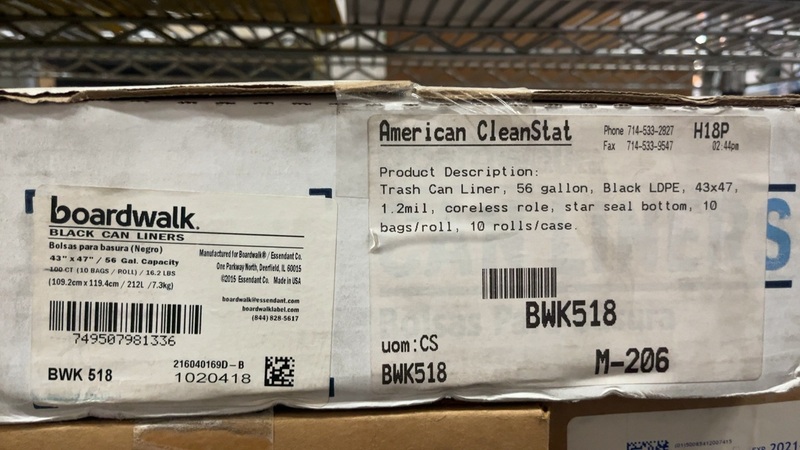 boardwalk.
BLACK CAN LINERS
Bolsas para basura (Negro)
43" x 47" / 56 Gal. Capacity
100 CT (10 BAGS / ROLL) / 16.2 LBS
(109.2cm x 119.4cm / 212L /7.3kg)
Manufactured for Boardwalk® / Essendant Co.
One Parkway North, Deerfield, IL 60015
©2015 Essendant Co. Made in USA
boardwalk@essendant.com
boardwalklabel.com
(844) 828-5617
749507981336
BWK 518
216040169D-B
1020418
American CleanStat
Phone 714-533-2827
Fax 714-533-9547
H18P
02:44pm
Product Description:
Trash Can Liner, 56 gallon, Black LDPE, 43x47,
1.2mil, coreless role, star seal bottom, 10
bags/roll, 10 rolls/case.
BWK518
uom:CS
BWK518
M-206
S
EXP 2021